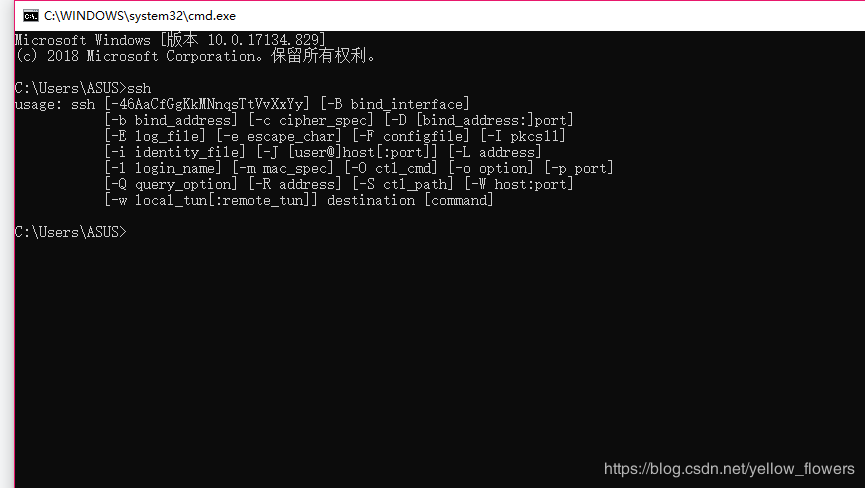 C:\WINDOWS\system32\cmd.exe
Microsoft Windows [版本 10.0.17134.829]
(c) 2018 Microsoft Corporation。保留所有权利。
C:\Users\ASUS>ssh
usage: ssh [-46AaCfGgKkMNnqsTtVvXxYy] [-B bind_interface]
[-b bind_address] [-c cipher_spec] [-D [bind_address:]port]
[-E log_file] [-e escape_char] [-F configfile] [-I pkcs11]
[-i identity_file] [-J [user@]host[:port]] [-L address]
[-l login_name] [-m mac_spec] [-O ctl_cmd] [-o option] [-p port]
[-Q query_option] [-R address] [-S ctl_path] [-W host:port]
[-w local_tun[:remote_tun]] destination [command]
C:\Users\ASUS>
https://blog.csdn.net/yellow_flowers